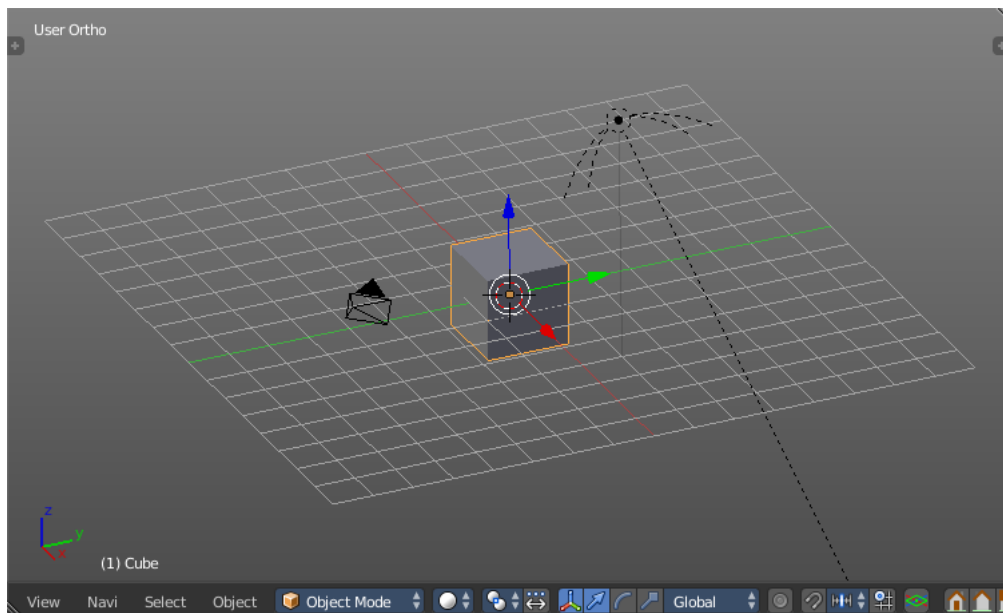 User Ortho
z
y
x
(1) Cube
View Navi Select Object Object Mode Global